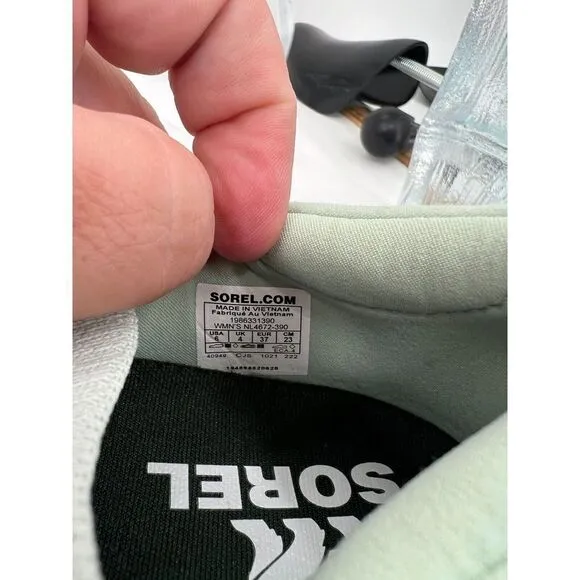 SOREL.COM
MADE IN VIETNAM
Fabriqué Au Vietnam
1986331390
WMN'S NL4672-390
USA UK EUR CM
6 4 37 23
40949 CJS 1021 222
SOREL